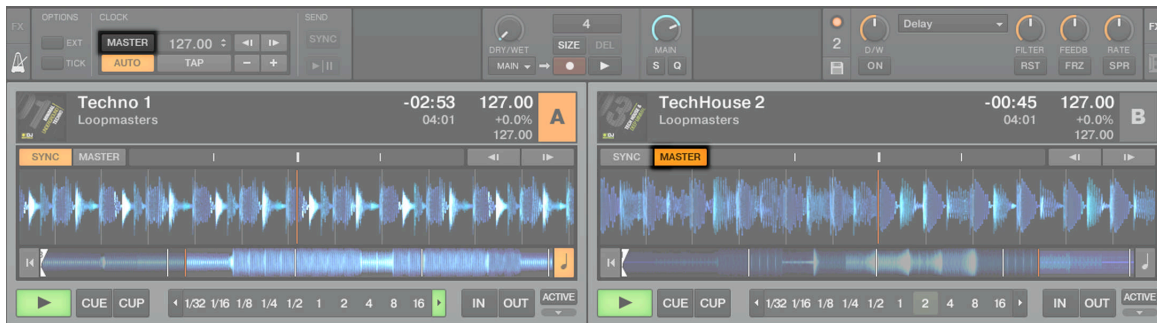 FX OPTIONS CLOCK SEND
EXT MASTER 127.00 SYNC
TICK AUTO TAP - +
4
DRY/WET SIZE DEL MAIN
MAIN S Q
2 D/W Delay FILTER FEEDB RATE
ON RST FRZ SPR
Techno 1 -02:53 127.00 A
Loopmasters 04:01 +0.0%
127.00
SYNC MASTER
CUE CUP 1/32 1/16 1/8 1/4 1/2 1 2 4 8 16 IN OUT ACTIVE
TechHouse 2 -00:45 127.00 B
Loopmasters 04:01 +0.0%
127.00
SYNC MASTER
CUE CUP 1/32 1/16 1/8 1/4 1/2 1 2 4 8 16 IN OUT ACTIVE